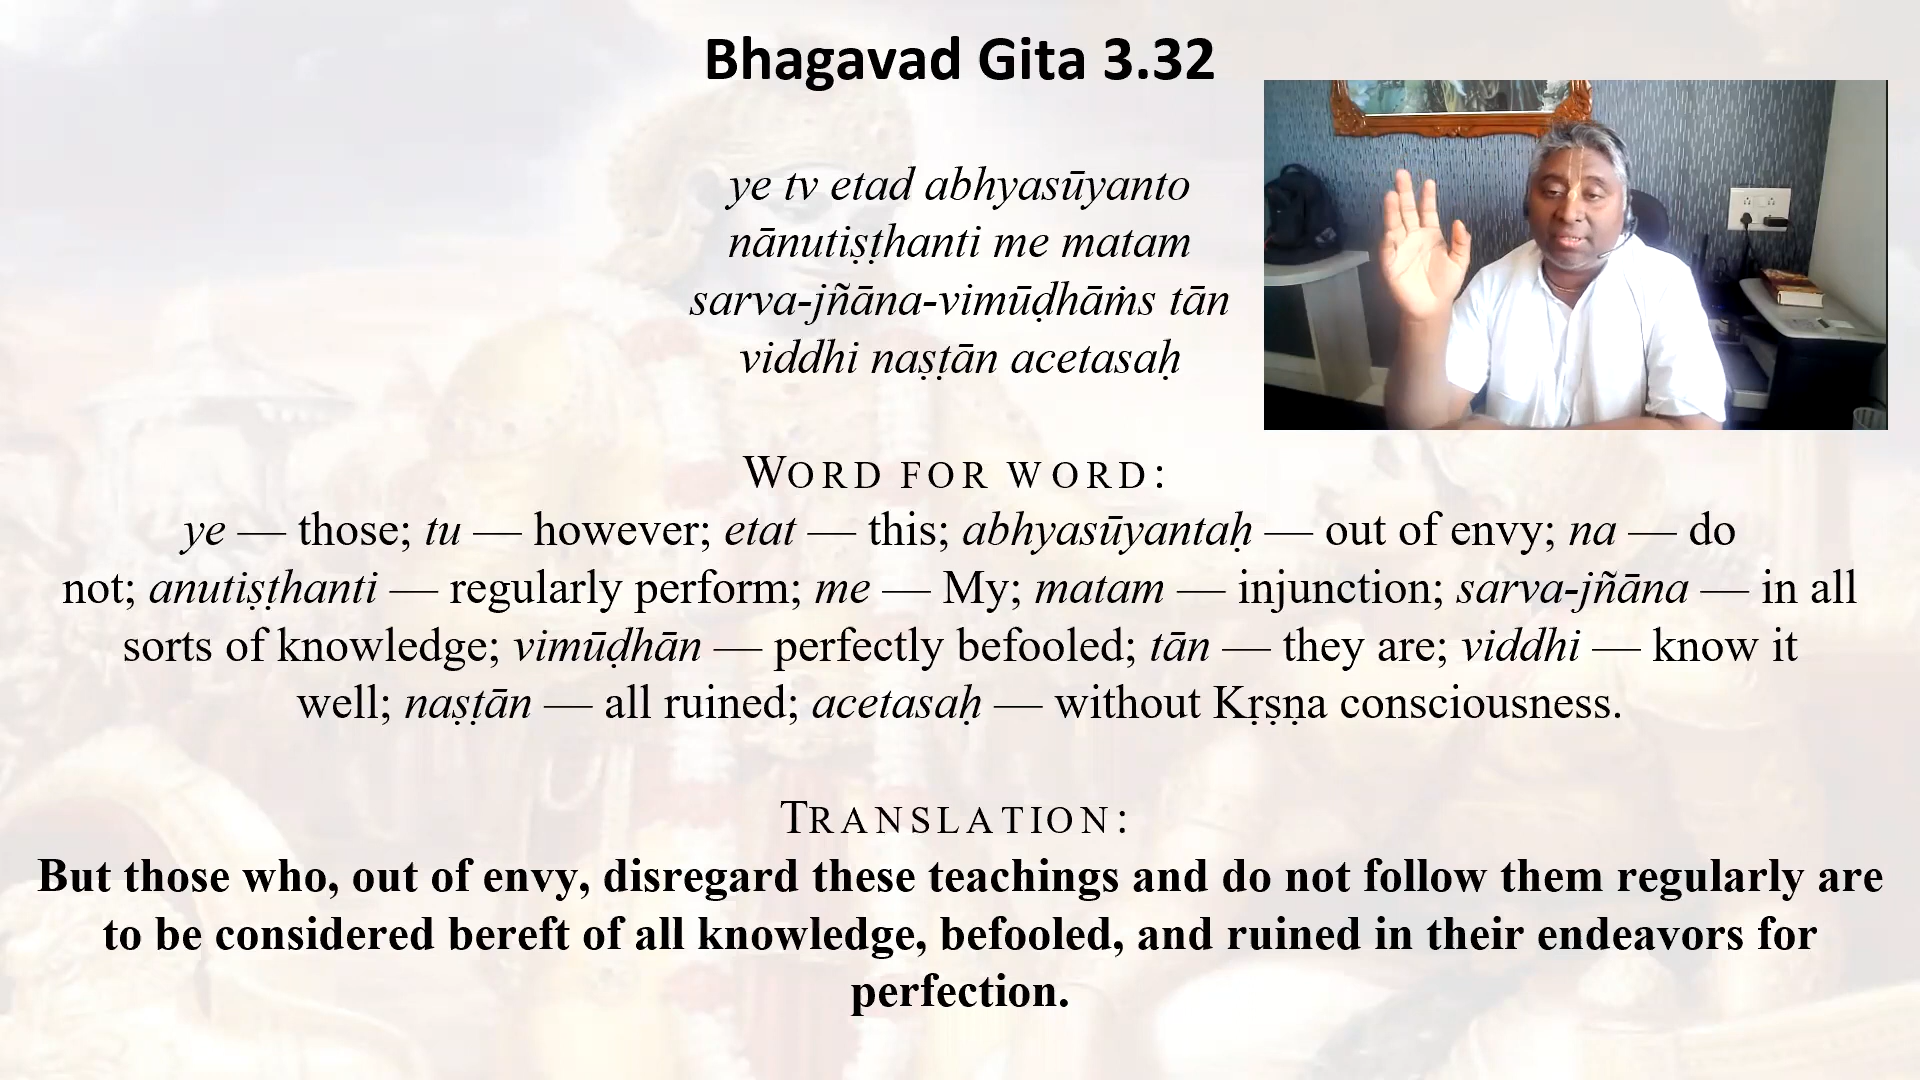 Bhagavad Gita 3.32
ye tv etad abhyasūyanto
nānutiṣṭhanti me matam
sarva-jñāna-vimūḍhāṁs tān
viddhi naṣṭān acetasaḥ
WORD FOR WORD:
ye — those; tu — however; etat — this; abhyasūyantaḥ — out of envy; na — do
not; anutiṣṭhanti — regularly perform; me — My; matam — injunction; sarva-jñāna — in all
sorts of knowledge; vimūḍhān — perfectly befooled; tān — they are; viddhi — know it
well; naṣṭān — all ruined; acetasaḥ — without Kṛṣṇa consciousness.
TRANSLATION:
But those who, out of envy, disregard these teachings and do not follow them regularly are
to be considered bereft of all knowledge, befooled, and ruined in their endeavors for
perfection.